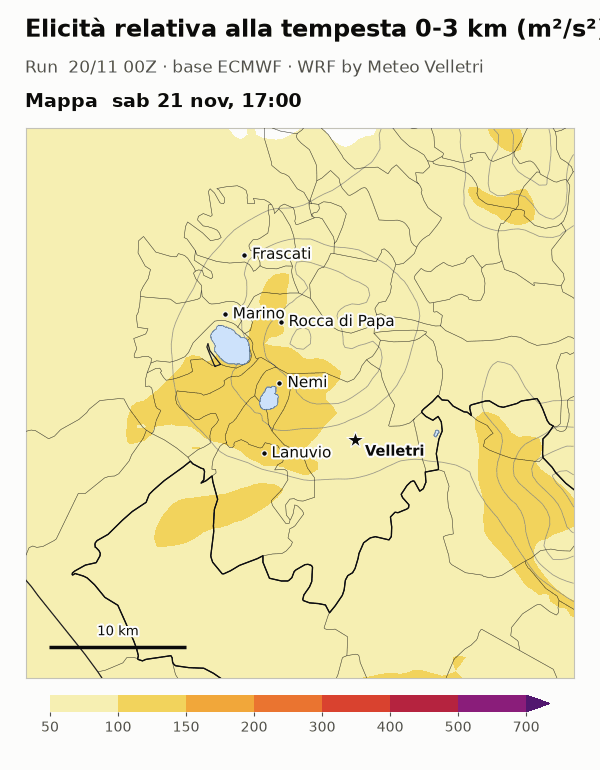 Elicità relativa alla tempesta 0-3 km (m²/s²)
Run 20/11 00Z · base ECMWF · WRF by Meteo Velletri
Mappa sab 21 nov, 17:00
Frascati
Marino
Rocca di Papa
Nemi
Lanuvio
Velletri
10 km
50 100 150 200 300 400 500 700